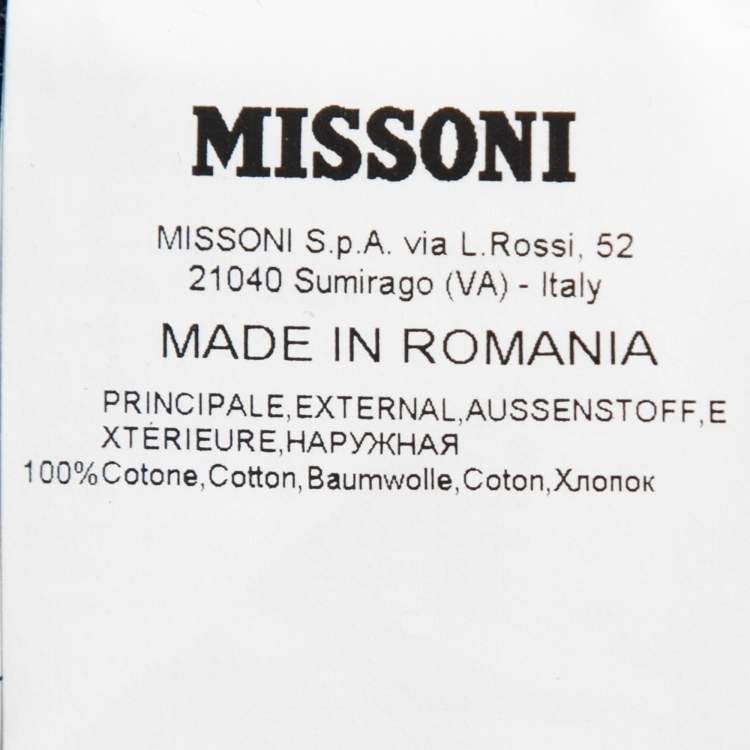 MISSONI
MISSONI S.p.A. via L.Rossi, 52
21040 Sumirago (VA) - Italy
MADE IN ROMANIA
PRINCIPALE,EXTERNAL,AUSSENSTOFF,E
XTÉRIEURE,НАРУЖНАЯ
100%Cotone,Cotton,Baumwolle,Coton,Хлопок